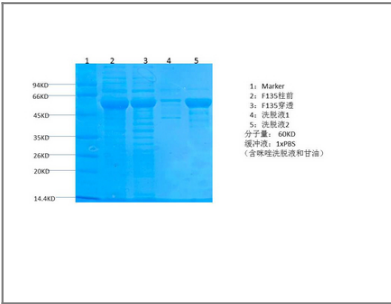 1 2 3 4 5
94KD
66KD
45KD
35KD
26KD
20KD
14.4KD
1: Marker
2: F135柱前
3: F135穿透
4: 洗脱液1
5: 洗脱液2
分子量: 60KD
缓冲液: 1xPBS
(含咪唑洗脱液和甘油)